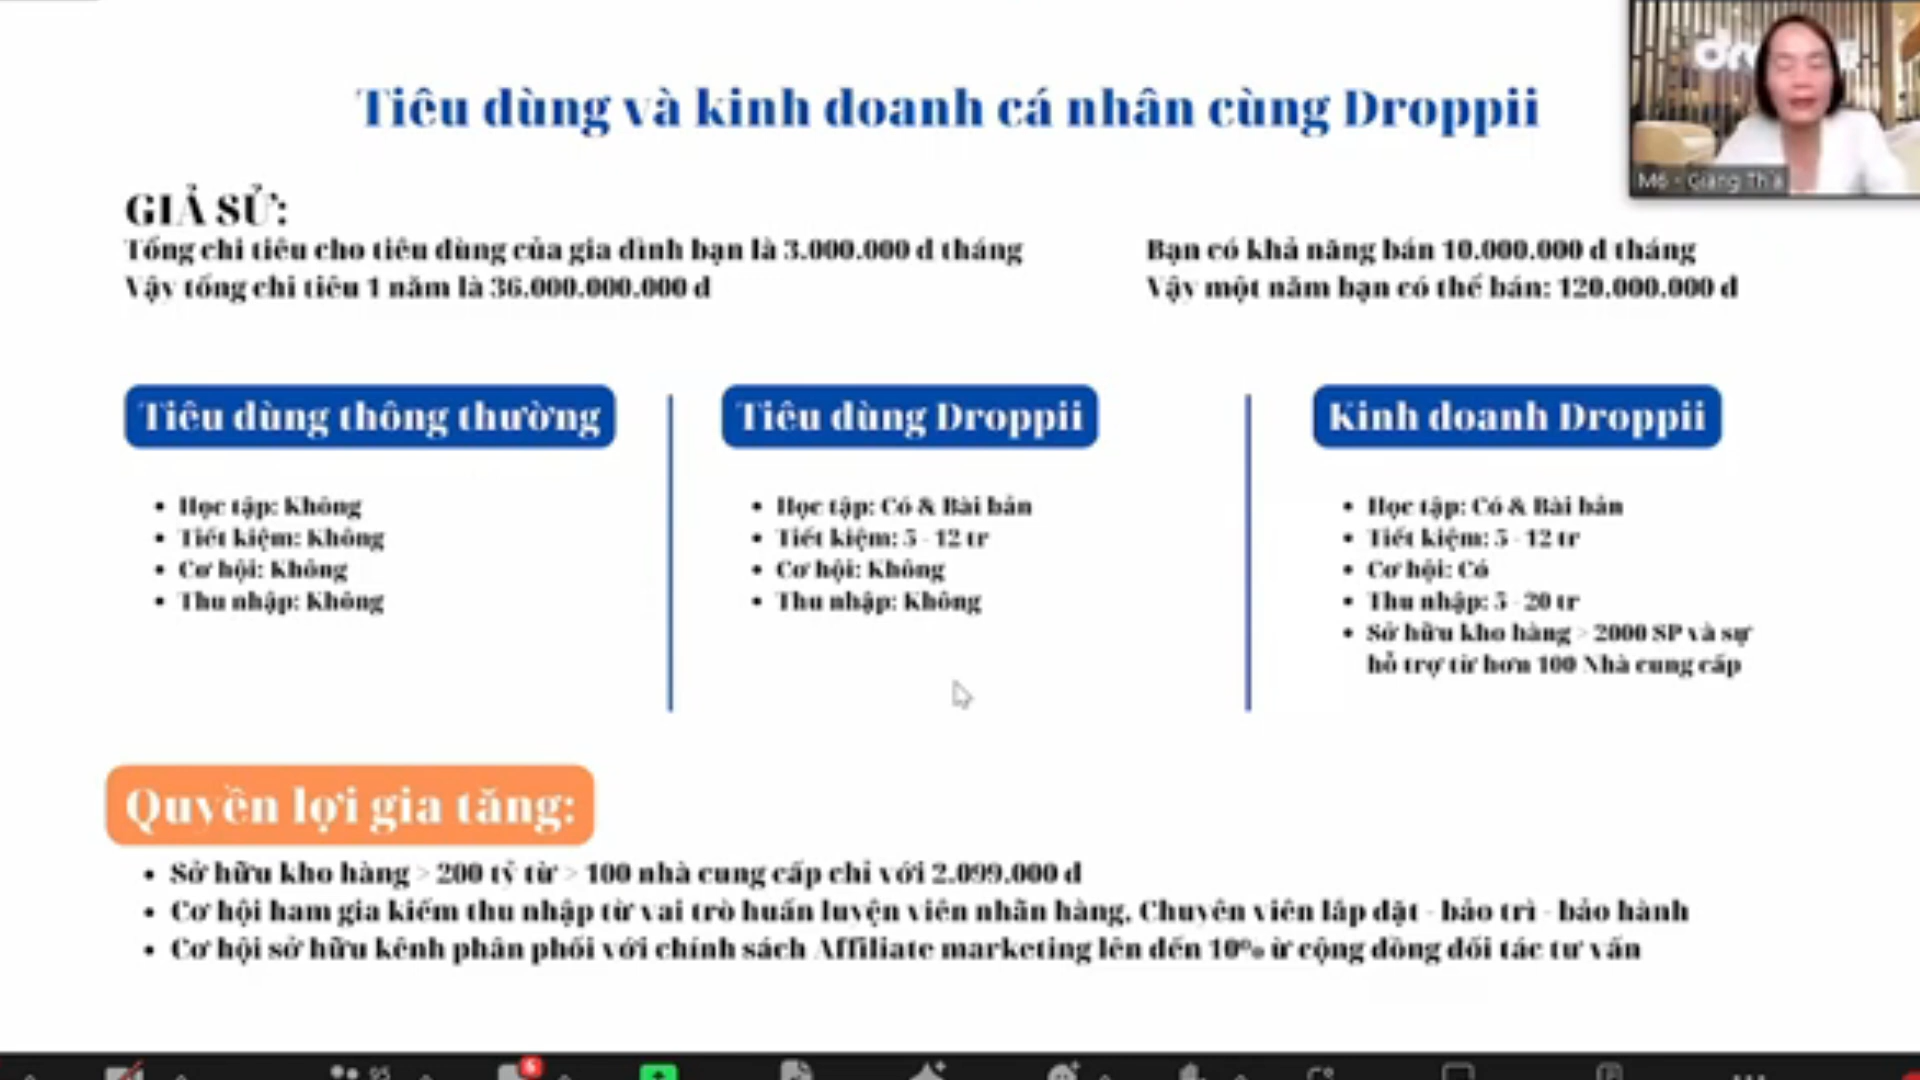 Tiêu dùng và kinh doanh cá nhân cùng Droppii
M6 - Giang Th
GIẢ SỬ:
Tổng chi tiêu cho tiêu dùng của gia đình bạn là 3.000.000 đ tháng
Vậy tổng chi tiêu 1 năm là 36.000.000.000 đ
Bạn có khả năng bán 10.000.000 đ tháng
Vậy một năm bạn có thể bán: 120.000.000 đ
Tiêu dùng thông thường
• Học tập: Không
• Tiết kiệm: Không
• Cơ hội: Không
• Thu nhập: Không
Tiêu dùng Droppii
• Học tập: Có & Bài bản
• Tiết kiệm: 5 - 12 tr
• Cơ hội: Không
• Thu nhập: Không
Kinh doanh Droppii
• Học tập: Có & Bài bản
• Tiết kiệm: 5 - 12 tr
• Cơ hội: Có
• Thu nhập: 5 - 20 tr
• Sở hữu kho hàng > 2000 SP và sự
hỗ trợ từ hơn 100 Nhà cung cấp
Quyền lợi gia tăng:
• Sở hữu kho hàng > 200 tỷ từ > 100 nhà cung cấp chỉ với 2.099.000 đ
• Cơ hội ham gia kiếm thu nhập từ vai trò huấn luyện viên nhãn hàng, Chuyên viên lắp đặt - bảo trì - bảo hành
• Cơ hội sở hữu kênh phân phối với chính sách Affiliate marketing lên đến 10% ừ cộng đồng đối tác tư vấn
95
6